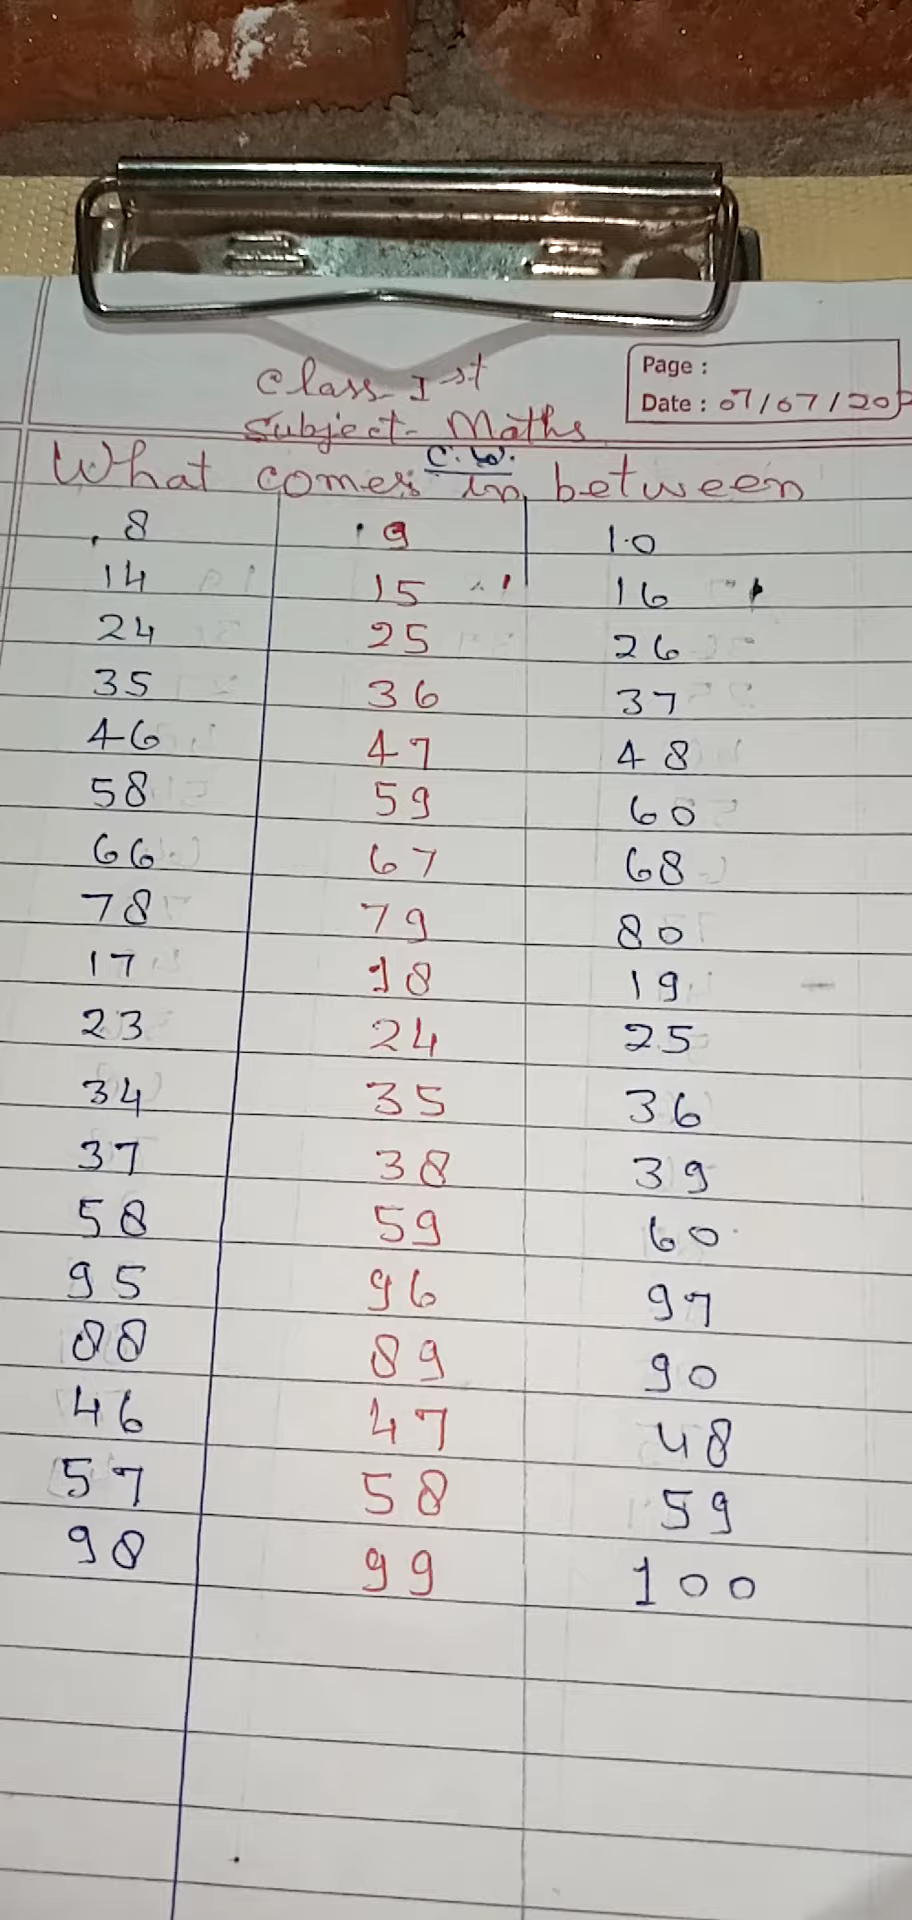 Class - Ist
Page :
Subject - Maths
Date : 07/07/202
C.W.
What comes in between
8 9 10
14 15 16
24 25 26
35 36 37
46 47 48
58 59 60
66 67 68
78 79 80
17 18 19
23 24 25
34 35 36
37 38 39
58 59 60
95 96 97
88 89 90
46 47 48
57 58 59
98 99 100